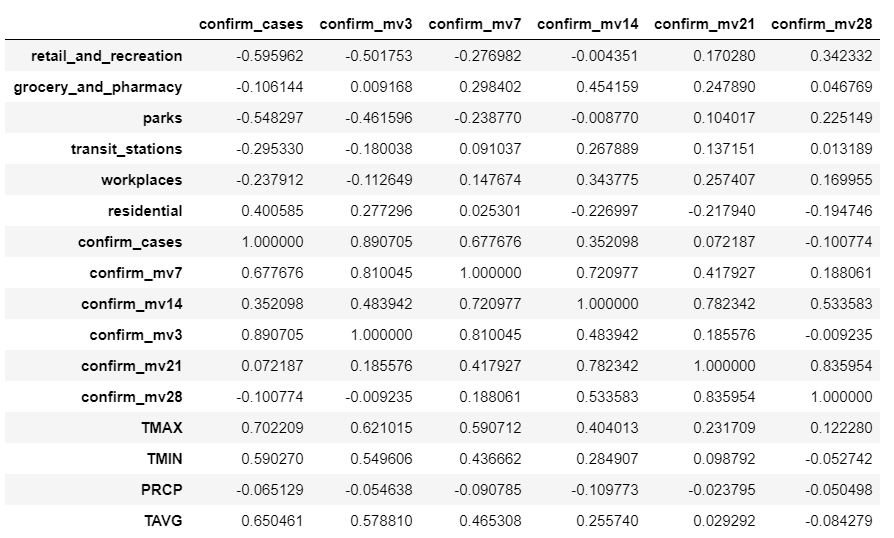 confirm_cases confirm_mv3 confirm_mv7 confirm_mv14 confirm_mv21 confirm_mv28
retail_and_recreation -0.595962 -0.501753 -0.276982 -0.004351 0.170280 0.342332
grocery_and_pharmacy -0.106144 0.009168 0.298402 0.454159 0.247890 0.046769
parks -0.548297 -0.461596 -0.238770 -0.008770 0.104017 0.225149
transit_stations -0.295330 -0.180038 0.091037 0.267889 0.137151 0.013189
workplaces -0.237912 -0.112649 0.147674 0.343775 0.257407 0.169955
residential 0.400585 0.277296 0.025301 -0.226997 -0.217940 -0.194746
confirm_cases 1.000000 0.890705 0.677676 0.352098 0.072187 -0.100774
confirm_mv7 0.677676 0.810045 1.000000 0.720977 0.417927 0.188061
confirm_mv14 0.352098 0.483942 0.720977 1.000000 0.782342 0.533583
confirm_mv3 0.890705 1.000000 0.810045 0.483942 0.185576 -0.009235
confirm_mv21 0.072187 0.185576 0.417927 0.782342 1.000000 0.835954
confirm_mv28 -0.100774 -0.009235 0.188061 0.533583 0.835954 1.000000
TMAX 0.702209 0.621015 0.590712 0.404013 0.231709 0.122280
TMIN 0.590270 0.549606 0.436662 0.284907 0.098792 -0.052742
PRCP -0.065129 -0.054638 -0.090785 -0.109773 -0.023795 -0.050498
TAVG 0.650461 0.578810 0.465308 0.255740 0.029292 -0.084279